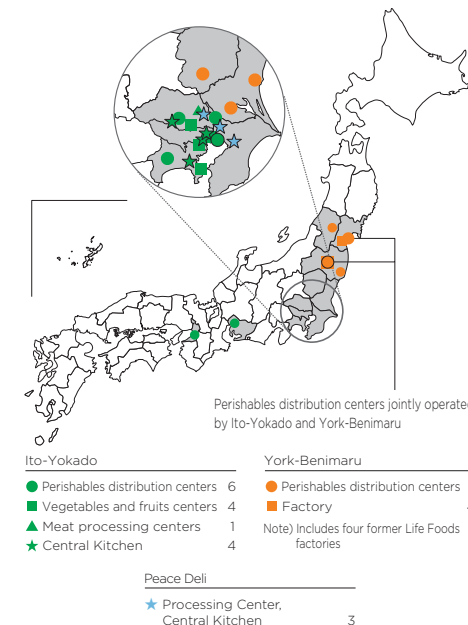 Perishables distribution centers jointly operated
by Ito-Yokado and York-Benimaru
Ito-Yokado
Perishables distribution centers 6
Vegetables and fruits centers 4
Meat processing centers 1
Central Kitchen 4
York-Benimaru
Perishables distribution centers
Factory
Note) Includes four former Life Foods
factories
Peace Deli
Processing Center,
Central Kitchen 3